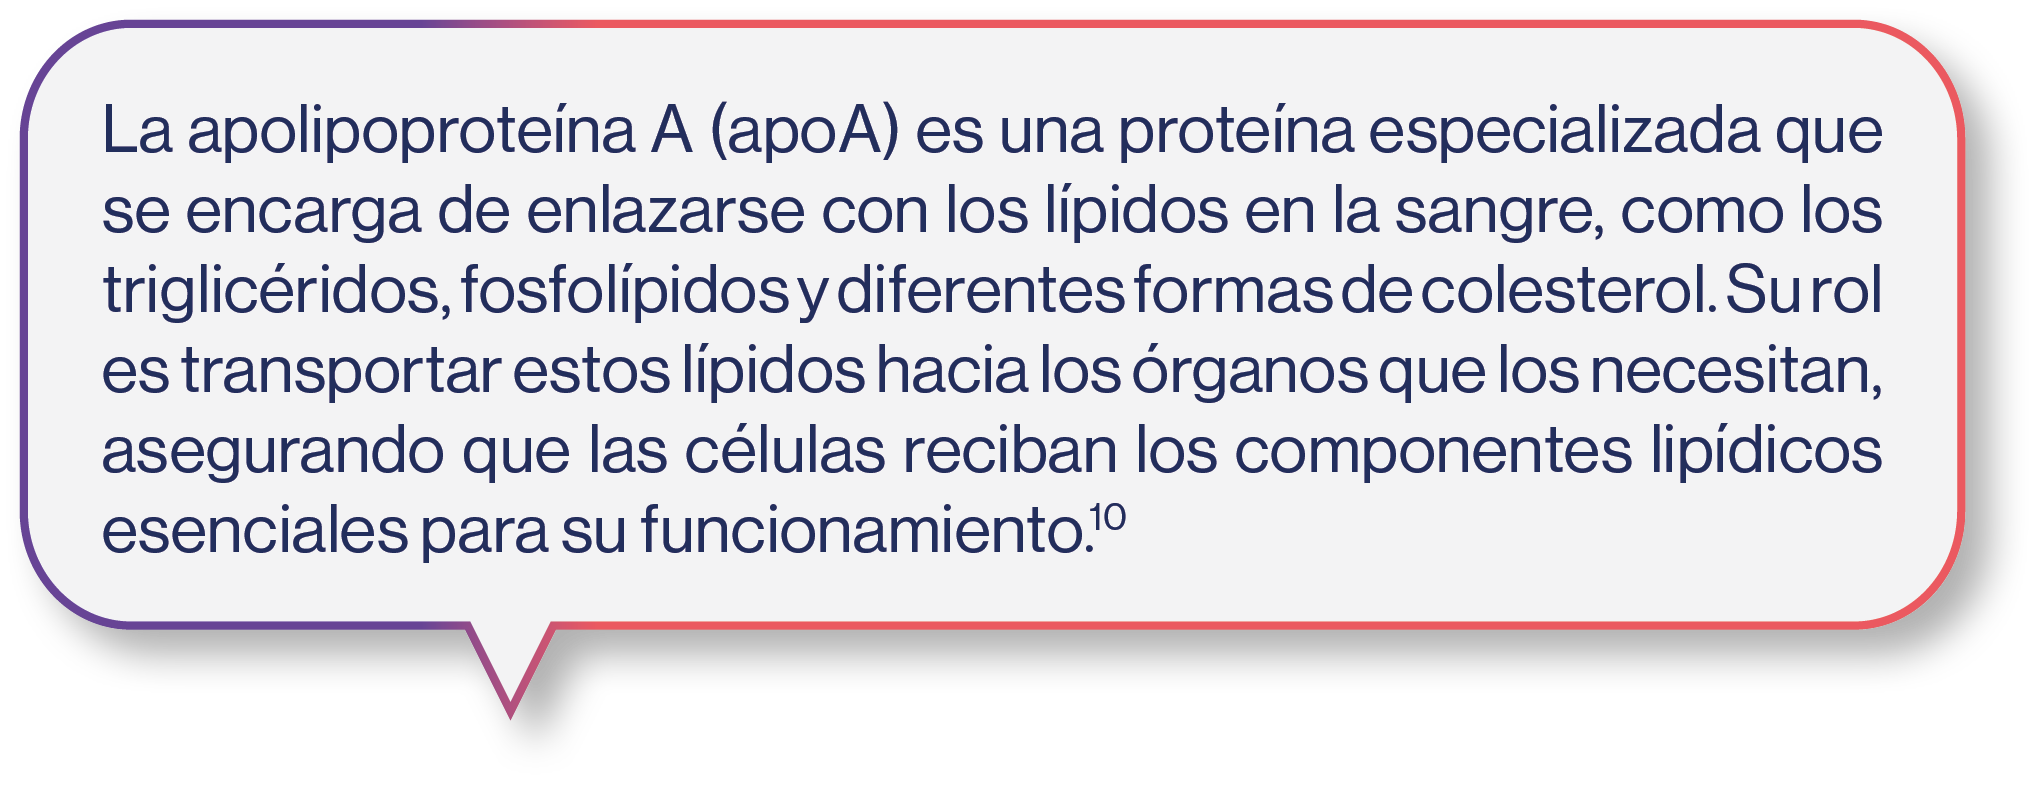 La apolipoproteína A (apoA) es una proteína especializada que
se encarga de enlazarse con los lípidos en la sangre, como los
triglicéridos, fosfolípidos y diferentes formas de colesterol. Su rol
es transportar estos lípidos hacia los órganos que los necesitan,
asegurando que las células reciban los componentes lipídicos
esenciales para su funcionamiento.¹⁰